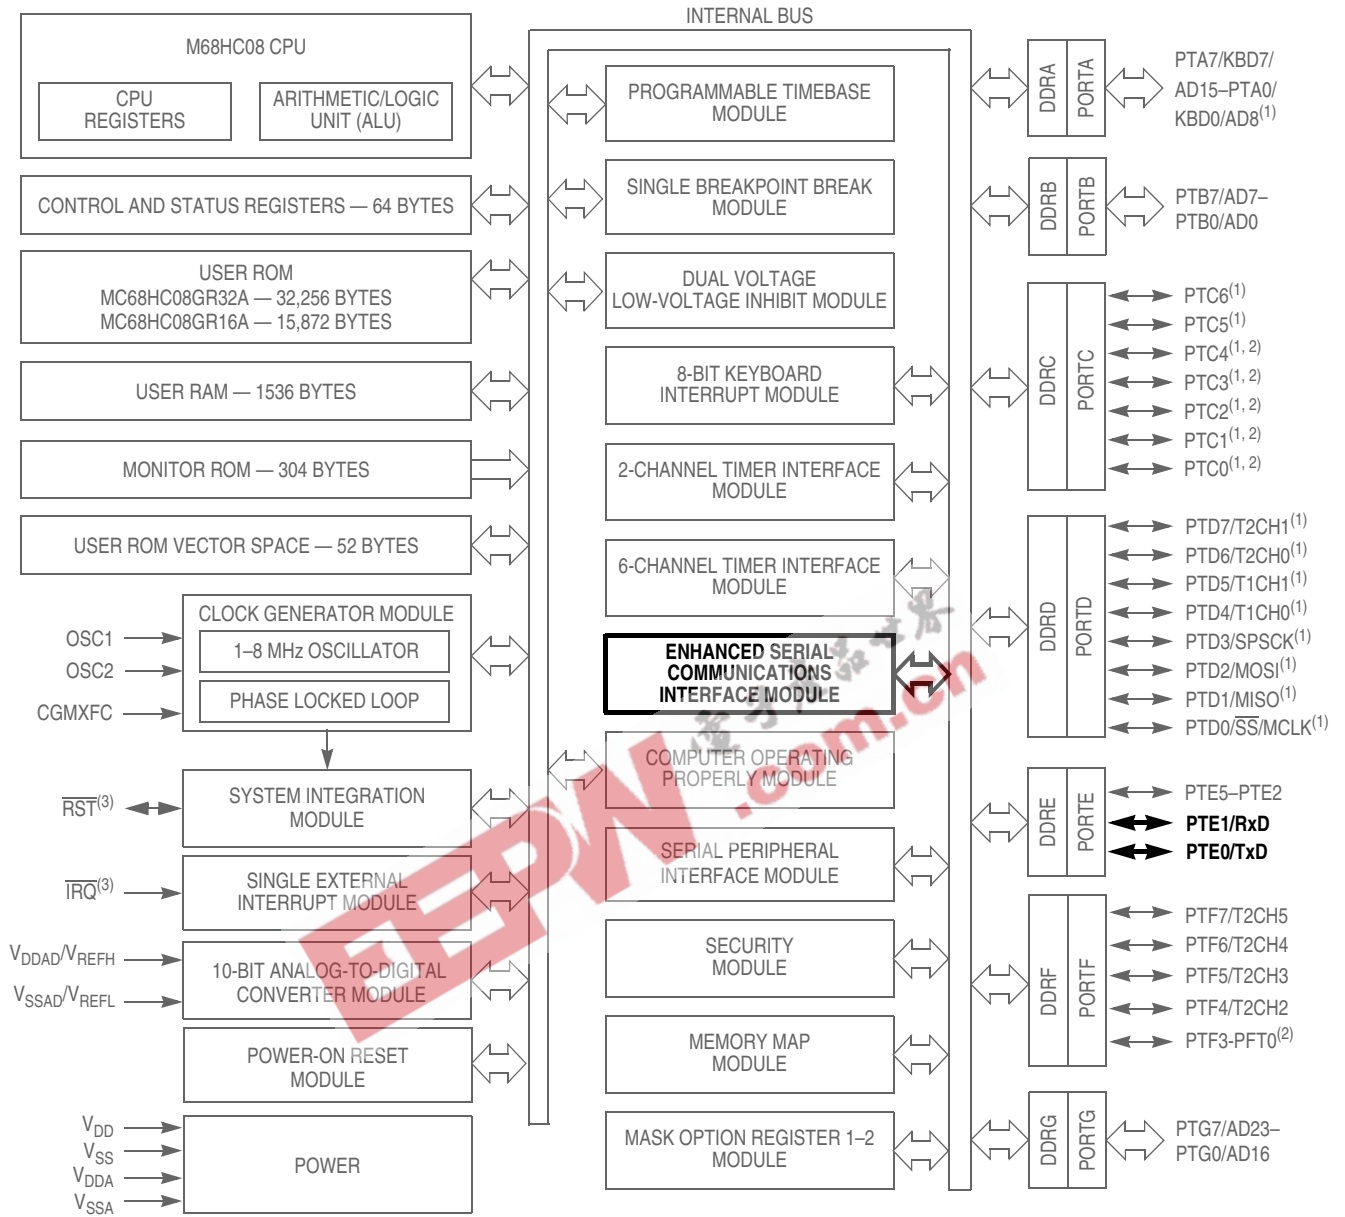 INTERNAL BUS
M68HC08 CPU
CPU
REGISTERS
ARITHMETIC/LOGIC
UNIT (ALU)
CONTROL AND STATUS REGISTERS — 64 BYTES
USER ROM
MC68HC08GR32A — 32,256 BYTES
MC68HC08GR16A — 15,872 BYTES
USER RAM — 1536 BYTES
MONITOR ROM — 304 BYTES
USER ROM VECTOR SPACE — 52 BYTES
CLOCK GENERATOR MODULE
1–8 MHz OSCILLATOR
PHASE LOCKED LOOP
OSC1
OSC2
CGMXFC
SYSTEM INTEGRATION
MODULE
RST(3)
SINGLE EXTERNAL
INTERRUPT MODULE
IRQ(3)
10-BIT ANALOG-TO-DIGITAL
CONVERTER MODULE
VDDAD/VREFH
VSSAD/VREFL
POWER-ON RESET
MODULE
POWER
VDD
VSS
VDDA
VSSA
PROGRAMMABLE TIMEBASE
MODULE
SINGLE BREAKPOINT BREAK
MODULE
DUAL VOLTAGE
LOW-VOLTAGE INHIBIT MODULE
8-BIT KEYBOARD
INTERRUPT MODULE
2-CHANNEL TIMER INTERFACE
MODULE
6-CHANNEL TIMER INTERFACE
MODULE
ENHANCED SERIAL
COMMUNICATIONS
INTERFACE MODULE
COMPUTER OPERATING
PROPERLY MODULE
SERIAL PERIPHERAL
INTERFACE MODULE
SECURITY
MODULE
MEMORY MAP
MODULE
MASK OPTION REGISTER 1–2
MODULE
DDRA
PORTA
PTA7/KBD7/
AD15–PTA0/
KBD0/AD8(1)
DDRB
PORTB
PTB7/AD7–
PTB0/AD0
DDRC
PORTC
PTC6(1)
PTC5(1)
PTC4(1, 2)
PTC3(1, 2)
PTC2(1, 2)
PTC1(1, 2)
PTC0(1, 2)
DDRD
PORTD
PTD7/T2CH1(1)
PTD6/T2CH0(1)
PTD5/T1CH1(1)
PTD4/T1CH0(1)
PTD3/SPSCK(1)
PTD2/MOSI(1)
PTD1/MISO(1)
PTD0/SS/MCLK(1)
DDRE
PORTE
PTE5–PTE2
PTE1/RxD
PTE0/TxD
DDRF
PORTF
PTF7/T2CH5
PTF6/T2CH4
PTF5/T2CH3
PTF4/T2CH2
PTF3-PFT0(2)
DDRG
PORTG
PTG7/AD23–
PTG0/AD16
EEPW
.com.cn
電子産品世界